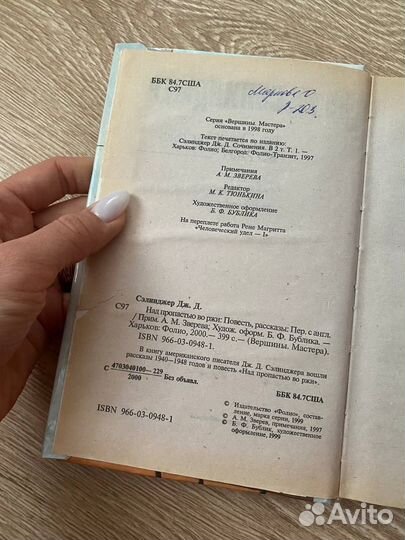 ББК 84.7США
С97
Серия «Вершины Мастера»
основана в 1998 году
Текст печатается по изданию:
Сэлинджер Дж. Д. Сочинения. В 2 т. Т. 1. —
Харьков: Фолио; Белгород: Фолио-Транзит, 1997
Примечания
А. М. ЗВЕРЕВА
Редактор
М. К. ТЮНЬКИНА
Художественное оформление
Б. Ф. БУБЛИКА
На переплете работа Рене Магритта
«Человеческий удел — I»
Сэлинджер Дж. Д.
С97 Над пропастью во ржи: Повесть, рассказы: Пер. с англ.
/ Прим. А. М. Зверева; Худож. оформ. Б. Ф. Бублика. —
Харьков: Фолио, 2000.— 399 с.— (Вершины. Мастера).
ISBN 966-03-0948-1
В книгу американского писателя Дж. Д. Сэлинджера вошли
рассказы 1940—1948 годов и повесть «Над пропастью во ржи».
С 4703040100—229 Без объявл.
2000
ББК 84.7США
ISBN 966-03-0948-1
© Издательство «Фолио», составление, марка серии, 1999
© А. М. Зверев, примечания, 1997
© Б. Ф. Бублик, художественное
оформление, 1999
Avito